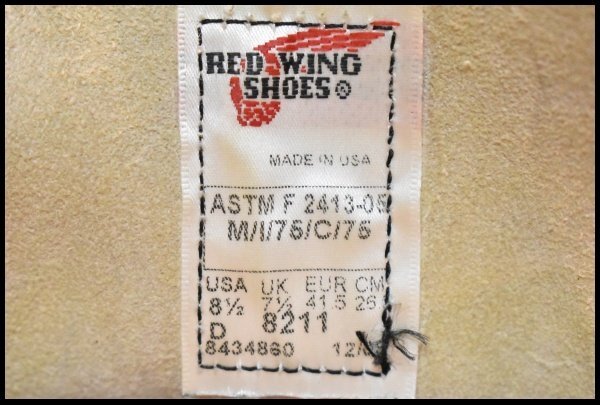 RED WING
SHOES®
MADE IN USA
ASTM F 2413-05
M/I/75/C/75
USA UK EUR CM
8½ 7½ 41.5 26
D 8211
8434860